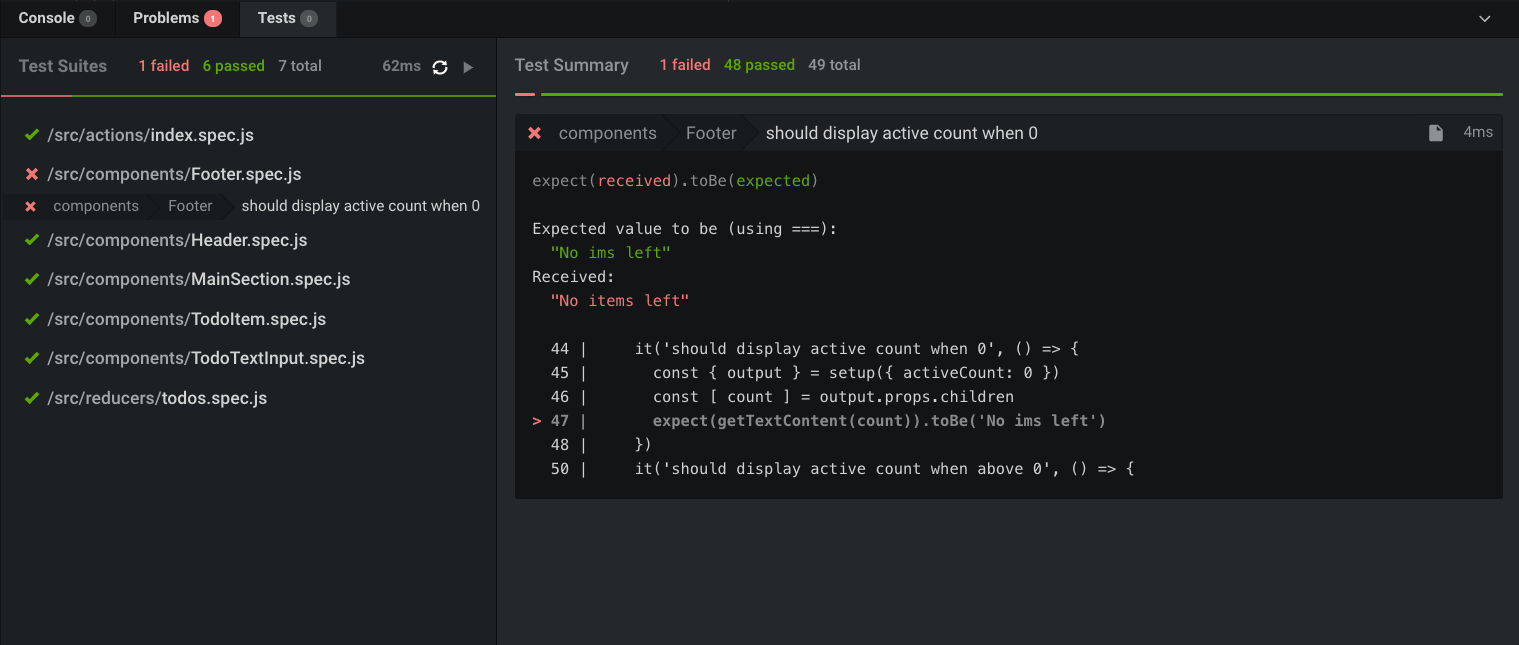 Console 0 Problems 1 Tests 0
Test Suites 1 failed 6 passed 7 total 62ms
/src/actions/index.spec.js
/src/components/Footer.spec.js
components Footer should display active count when 0
/src/components/Header.spec.js
/src/components/MainSection.spec.js
/src/components/TodoItem.spec.js
/src/components/TodoTextInput.spec.js
/src/reducers/todos.spec.js
Test Summary 1 failed 48 passed 49 total
components Footer should display active count when 0 4ms
expect(received).toBe(expected)
Expected value to be (using ===):
"No ims left"
Received:
"No items left"
44 | it('should display active count when 0', () => {
45 | const { output } = setup({ activeCount: 0 })
46 | const [ count ] = output.props.children
> 47 | expect(getTextContent(count)).toBe('No ims left')
48 | })
50 | it('should display active count when above 0', () => {